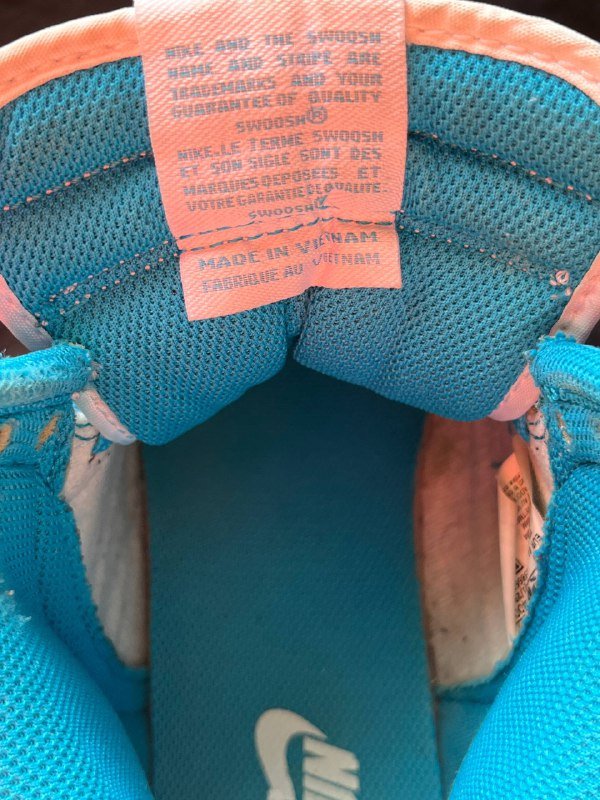 NIKE AND THE SWOOSH
NAME AND STRIPE ARE
TRADEMARKS AND YOUR
GUARANTEE OF QUALITY
SWOOSH®
NIKE.LE TERME SWOOSH
ET SON SIGLE SONT DES
MARQUES DEPOSEES ET
VOTRE GARANTIE DE QUALITE.
SWOOSH
MADE IN VIETNAM
FABRIQUE AU VIETNAM
NIK